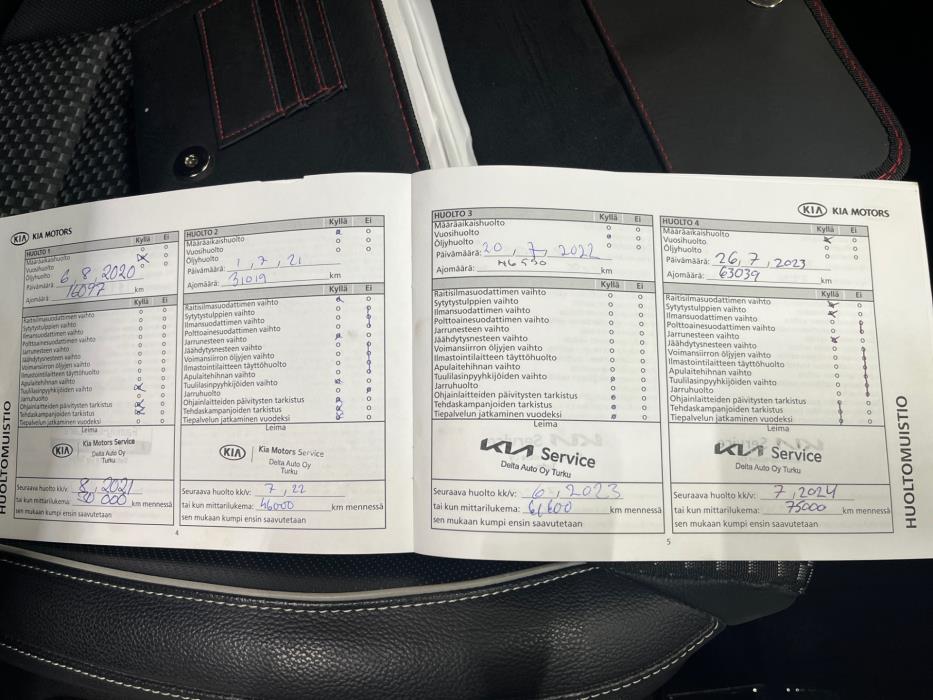 KIA KIA MOTORS
HUOLTO 1 Kyllä Ei
Määräaikaishuolto
Vuosihuolto
Öljyhuolto
Päivämäärä: 6,8,2020
Ajomäärä: 16097 km
Kyllä Ei
Raitisilmasuodattimen vaihto
Sytytystulppien vaihto
Ilmansuodattimen vaihto
Polttoainesuodattimen vaihto
Jarrunesteen vaihto
Jäähdytysnesteen vaihto
Voimansiirron öljyjen vaihto
Ilmastointilaitteen täyttöhuolto
Apulaitehihnan vaihto
Tuulilasinpyyhkijöiden vaihto
Jarruhuolto
Ohjainlaitteiden päivitysten tarkistus
Tehdaskampanjoiden tarkistus
Tiepalvelun jatkaminen vuodeksi
Leima
KIA Kia Motors Service
Delta Auto Oy
Turku
Seuraava huolto kk/v: 8, 2021
tai kun mittarilukema: 30 000 km mennessä
sen mukaan kumpi ensin saavutetaan
4
HUOLTOMUISTIO
HUOLTO 2 Kyllä Ei
Määräaikaishuolto
Vuosihuolto
Öljyhuolto
Päivämäärä: 1,7,21
Ajomäärä: 31019 km
Kyllä Ei
Raitisilmasuodattimen vaihto
Sytytystulppien vaihto
Ilmansuodattimen vaihto
Polttoainesuodattimen vaihto
Jarrunesteen vaihto
Jäähdytysnesteen vaihto
Voimansiirron öljyjen vaihto
Ilmastointilaitteen täyttöhuolto
Apulaitehihnan vaihto
Tuulilasinpyyhkijöiden vaihto
Jarruhuolto
Ohjainlaitteiden päivitysten tarkistus
Tehdaskampanjoiden tarkistus
Tiepalvelun jatkaminen vuodeksi
Leima
KIA Kia Motors Service
Delta Auto Oy
Turku
Seuraava huolto kk/v: 7, 22
tai kun mittarilukema: 46000 km mennessä
sen mukaan kumpi ensin saavutetaan
HUOLTO 3 Kyllä Ei
Määräaikaishuolto
Vuosihuolto
Öljyhuolto
Päivämäärä: 20, 7, 2022
Ajomäärä: 46530 km
Kyllä Ei
Raitisilmasuodattimen vaihto
Sytytystulppien vaihto
Ilmansuodattimen vaihto
Polttoainesuodattimen vaihto
Jarrunesteen vaihto
Jäähdytysnesteen vaihto
Voimansiirron öljyjen vaihto
Ilmastointilaitteen täyttöhuolto
Apulaitehihnan vaihto
Tuulilasinpyyhkijöiden vaihto
Jarruhuolto
Ohjainlaitteiden päivitysten tarkistus
Tehdaskampanjoiden tarkistus
Tiepalvelun jatkaminen vuodeksi
Leima
KIA Service
Delta Auto Oy Turku
Seuraava huolto kk/v: 6, 2023
tai kun mittarilukema: 61600 km mennessä
sen mukaan kumpi ensin saavutetaan
5
KIA KIA MOTORS
HUOLTO 4 Kyllä Ei
Määräaikaishuolto
Vuosihuolto
Öljyhuolto
Päivämäärä: 26,7,2023
Ajomäärä: 63039 km
Kyllä Ei
Raitisilmasuodattimen vaihto
Sytytystulppien vaihto
Ilmansuodattimen vaihto
Polttoainesuodattimen vaihto
Jarrunesteen vaihto
Jäähdytysnesteen vaihto
Voimansiirron öljyjen vaihto
Ilmastointilaitteen täyttöhuolto
Apulaitehihnan vaihto
Tuulilasinpyyhkijöiden vaihto
Jarruhuolto
Ohjainlaitteiden päivitysten tarkistus
Tehdaskampanjoiden tarkistus
Tiepalvelun jatkaminen vuodeksi
Leima
KIA Service
Delta Auto Oy Turku
Seuraava huolto kk/v: 7, 2024
tai kun mittarilukema: 75000 km mennessä
sen mukaan kumpi ensin saavutetaan
HUOLTOMUISTIO